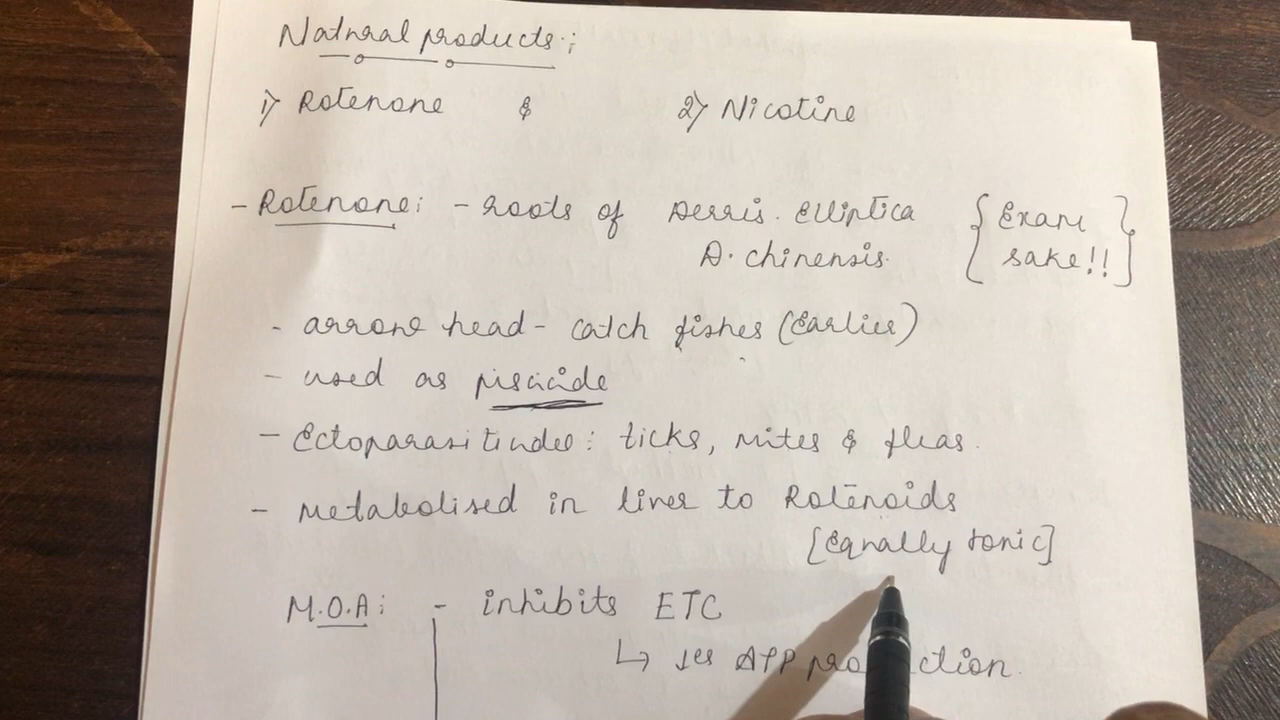 Natural products:;
1) Rotenone & 2) Nicotine
- Rotenone: - roots of Derris. elliptica { Exam
D. chinensis. sake!! }
- arrow head - catch fishes (Earlier)
- used as piscicide
- Ectoparasiticides: ticks, mites & fleas.
- Metabolised in liver to Rotenoids
[Equally toxic]
M.O.A: - inhibits ETC
↳ ↓es ATP